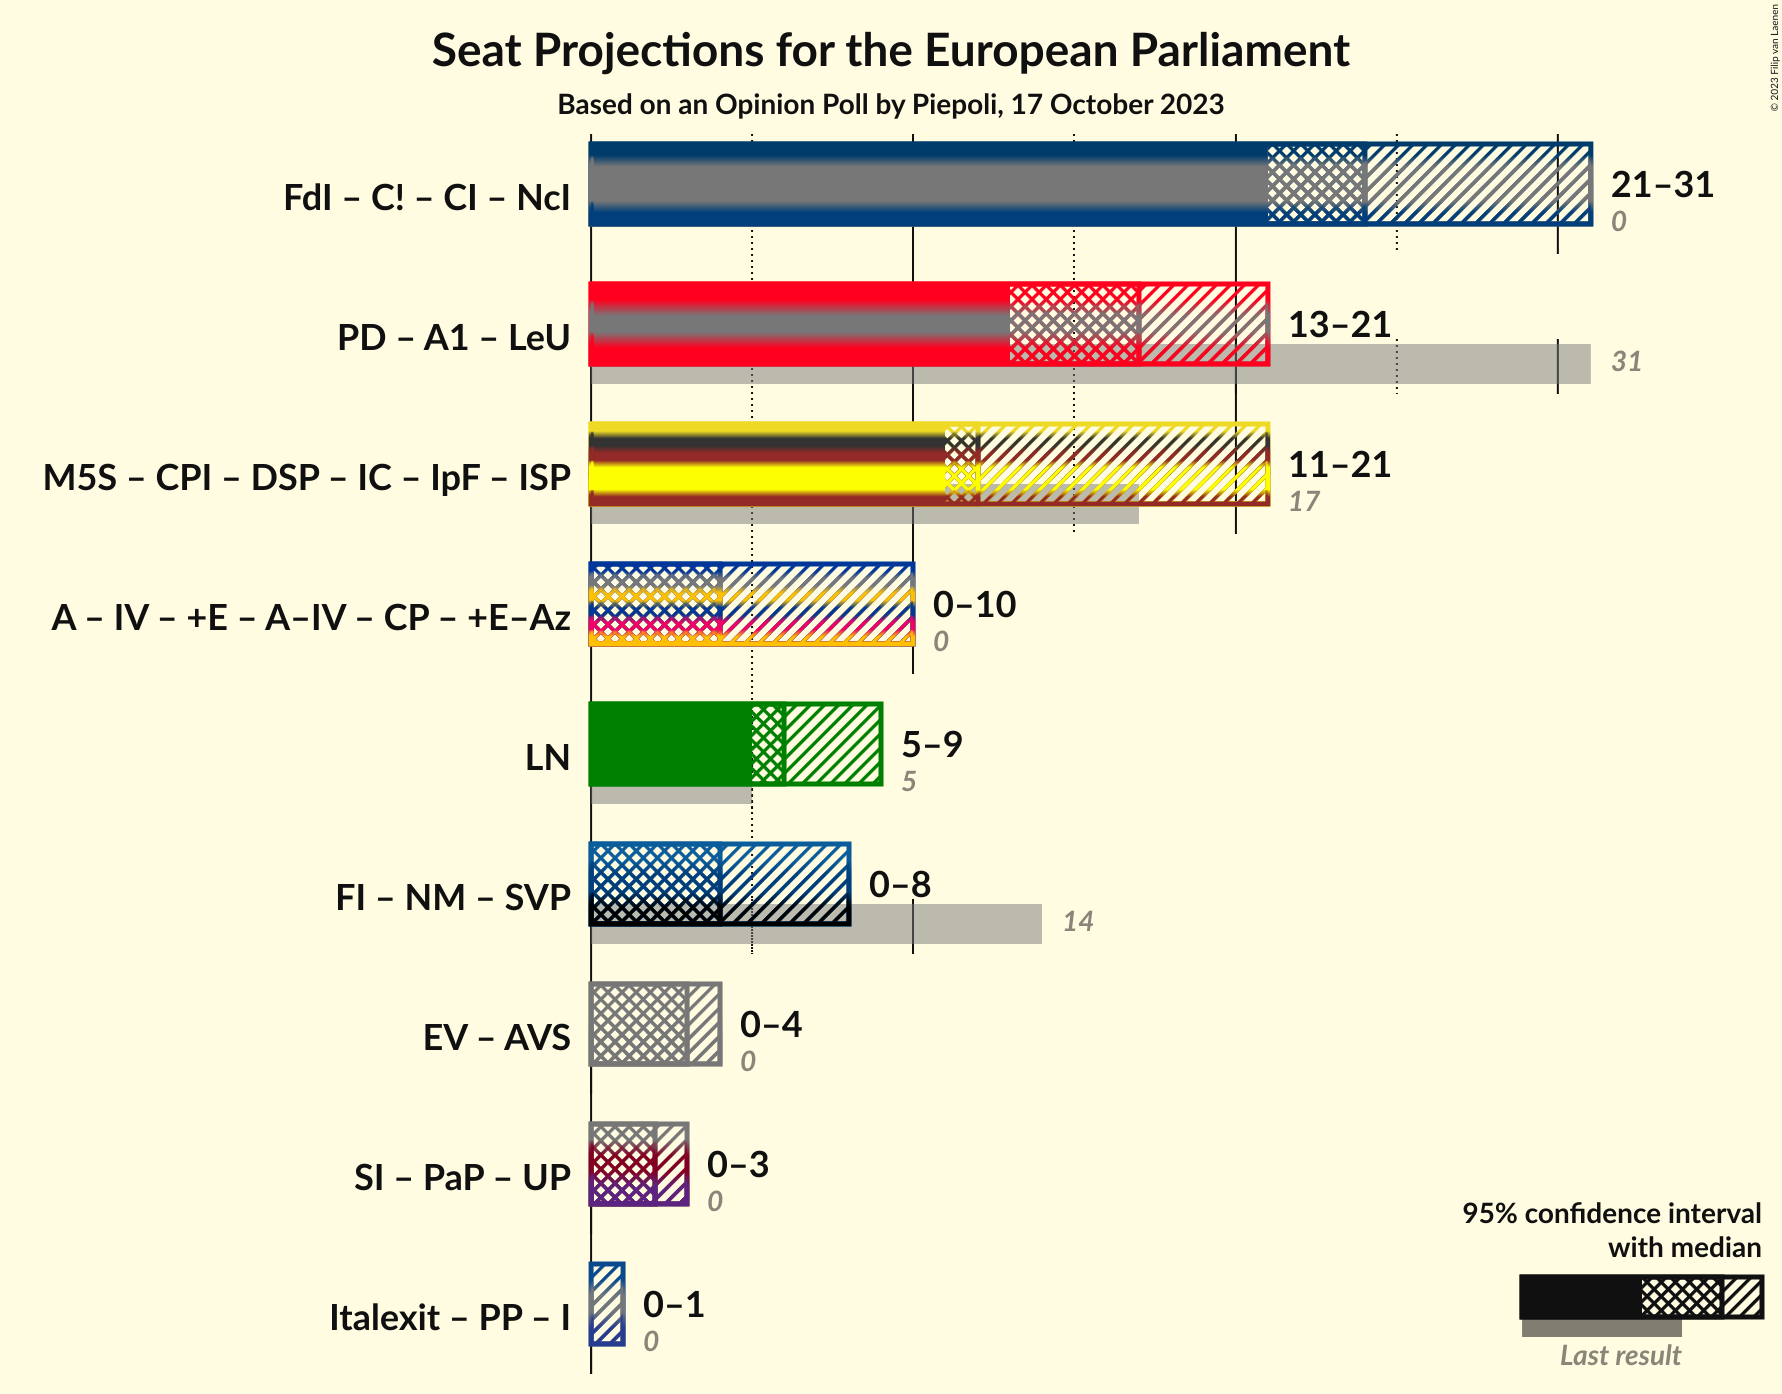 Seat Projections for the European Parliament
Based on an Opinion Poll by Piepoli, 17 October 2023
© 2023 Filip van Laenen
FdI – C! – CI – NcI
21–31
0
PD – A1 – LeU
13–21
31
M5S – CPI – DSP – IC – IpF – ISP
11–21
17
A – IV – +E – A–IV – CP – +E–Az
0–10
0
LN
5–9
5
FI – NM – SVP
0–8
14
EV – AVS
0–4
0
SI – PaP – UP
0–3
0
Italexit – PP – I
0–1
0
95% confidence interval
with median
Last result